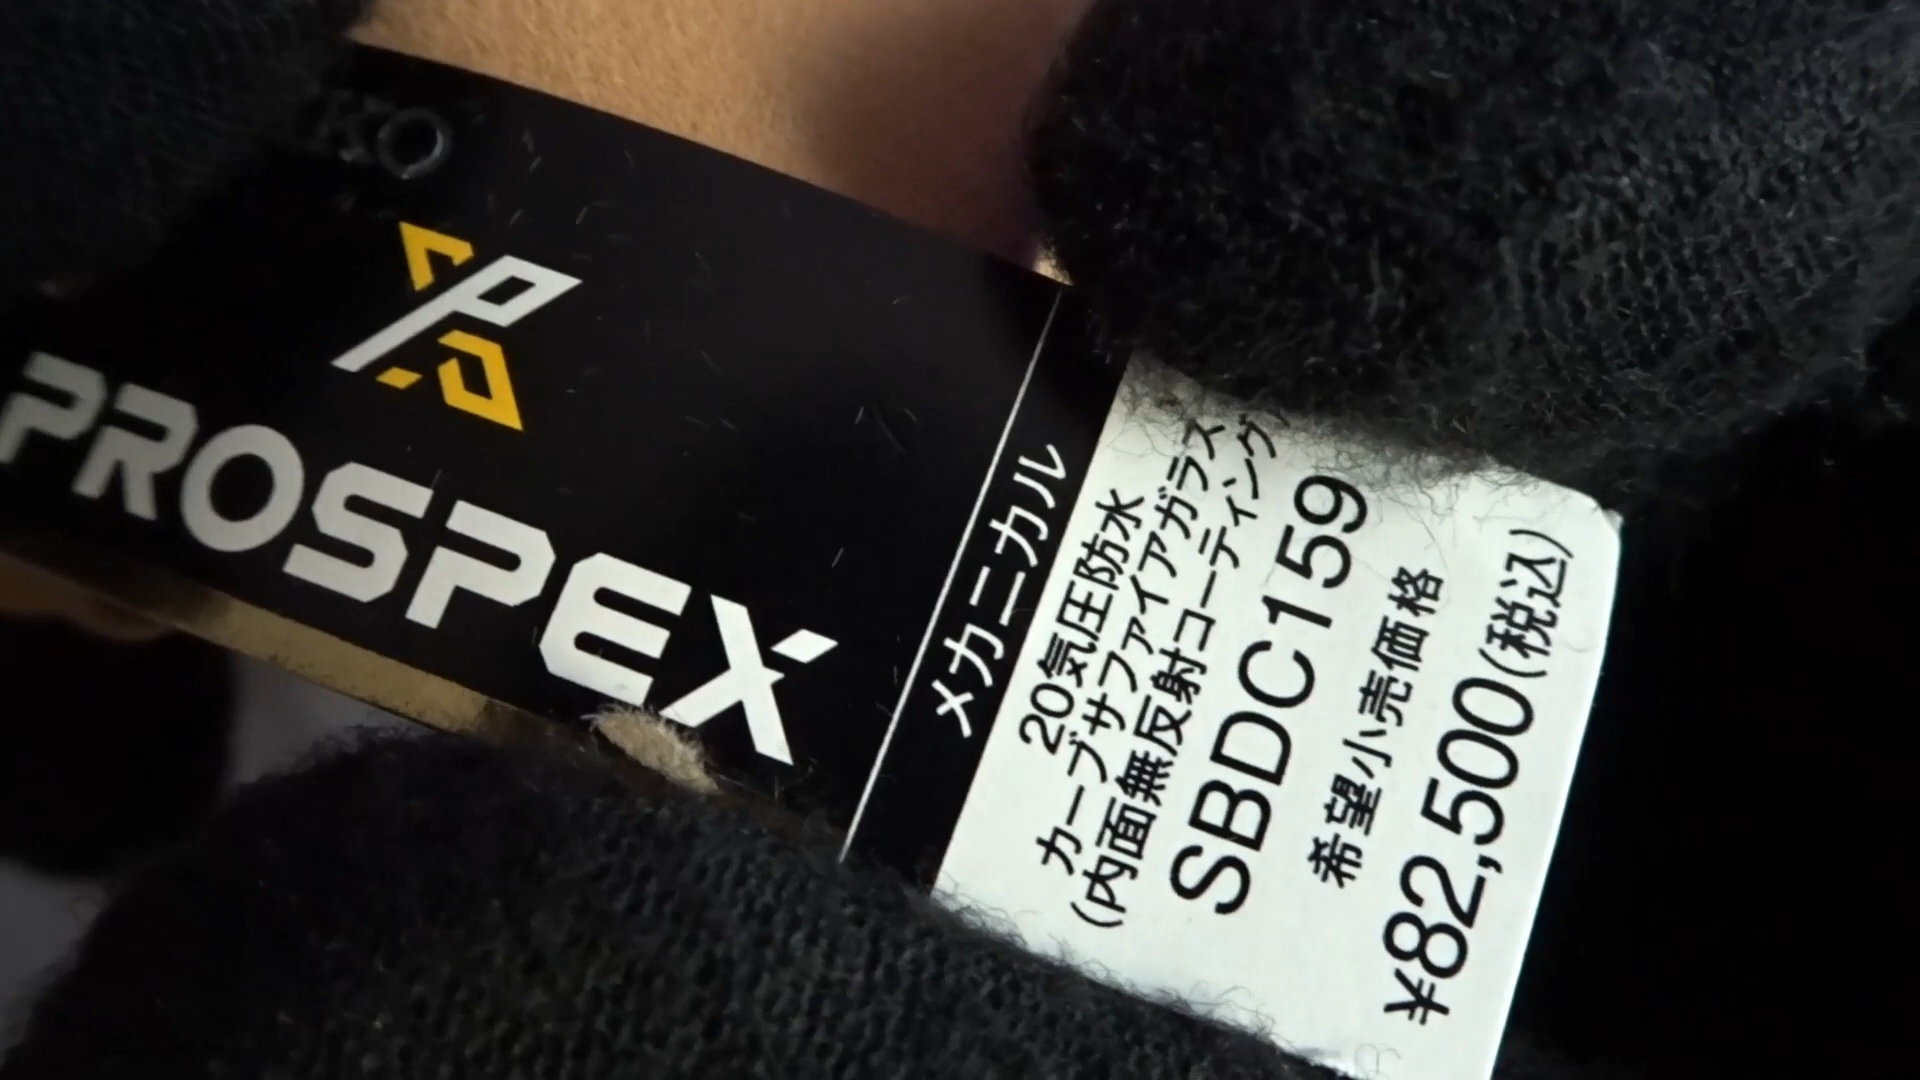 PROSPEX
メカニカル
20気圧防水
カーブサファイアガラス
(内面無反射コーティング)
SBDC159
希望小売価格
¥82,500(税込)